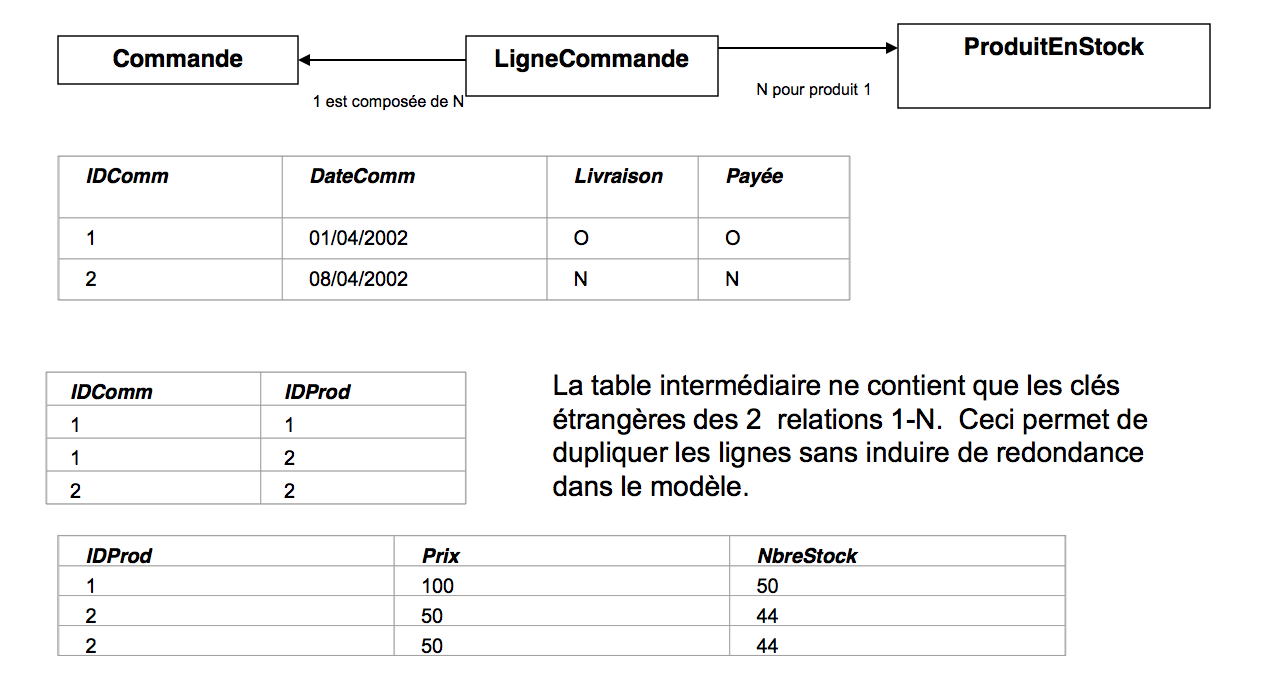 Commande
LigneCommande
ProduitEnStock
1 est composée de N
N pour produit 1
IDComm DateComm Livraison Payée
1 01/04/2002 O O
2 08/04/2002 N N
IDComm IDProd
1 1
1 2
2 2
La table intermédiaire ne contient que les clés
étrangères des 2 relations 1-N. Ceci permet de
dupliquer les lignes sans induire de redondance
dans le modèle.
IDProd Prix NbreStock
1 100 50
2 50 44
2 50 44